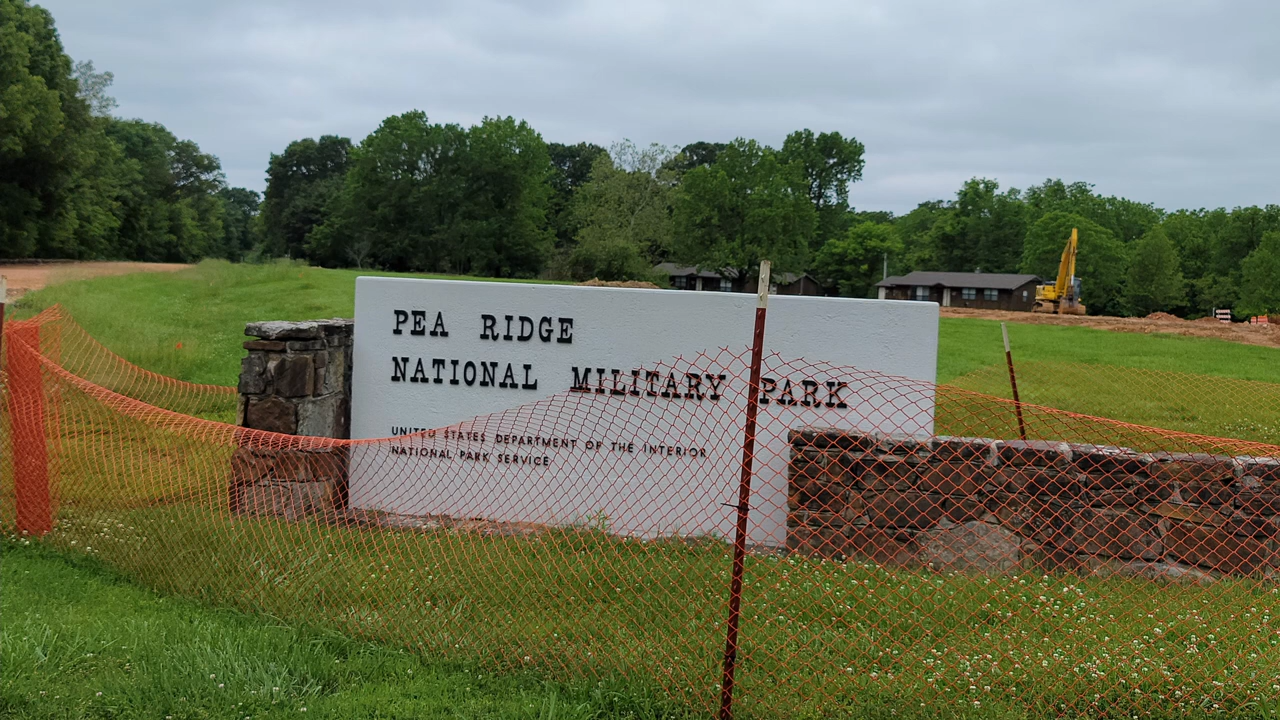 PEA RIDGE
NATIONAL MILITARY PARK
UNITED STATES DEPARTMENT OF THE INTERIOR
NATIONAL PARK SERVICE